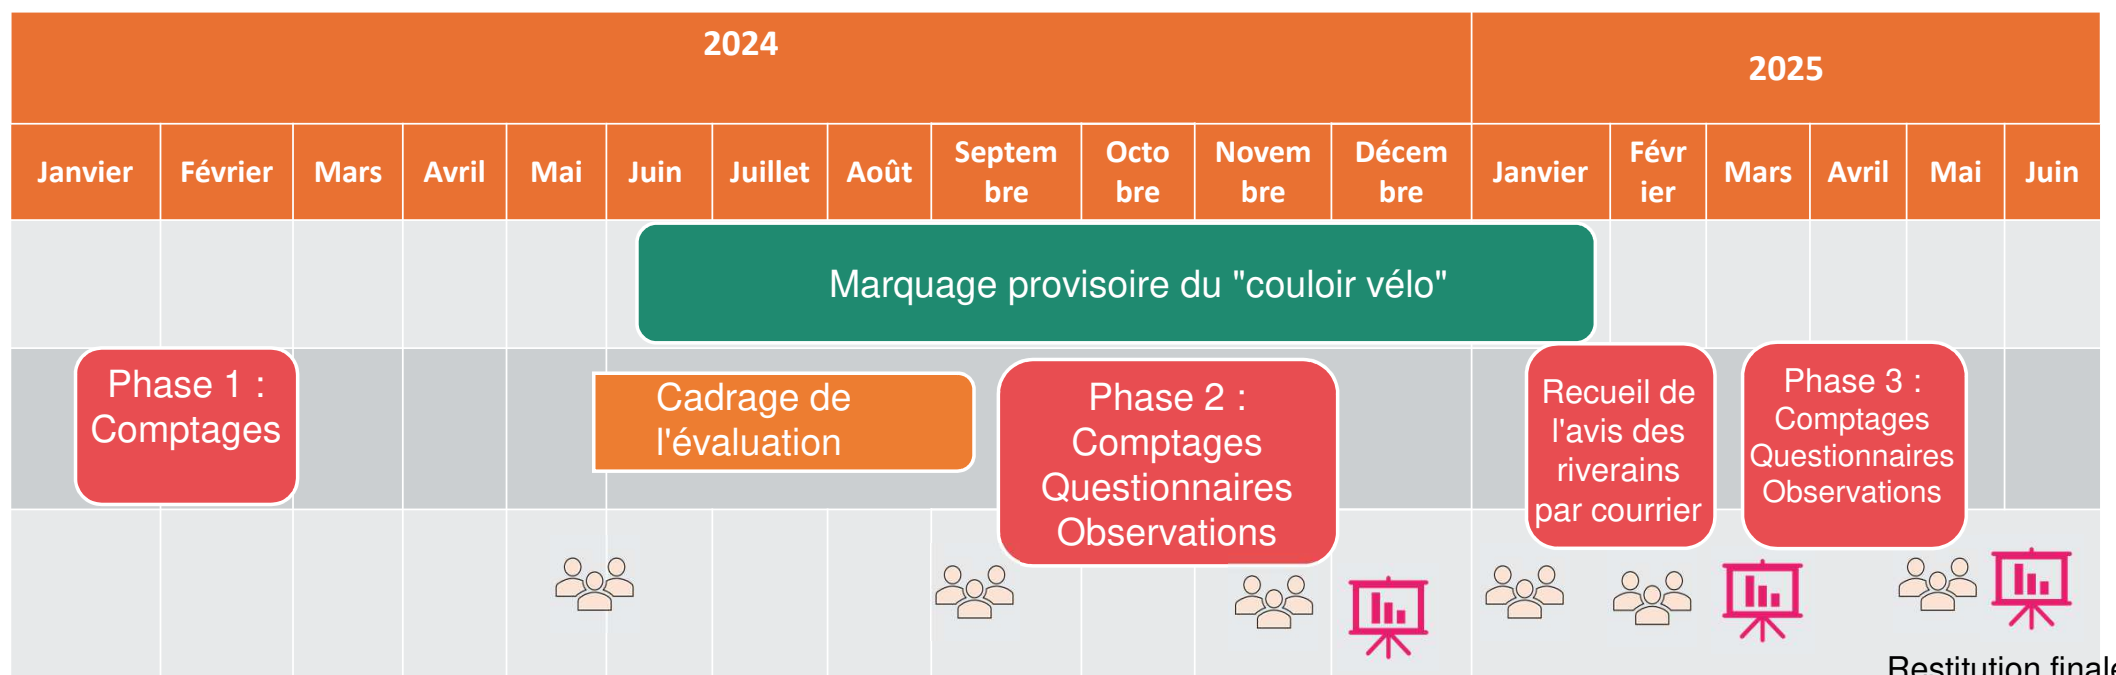 2024
2025
Janvier
Février
Mars
Avril
Mai
Juin
Juillet
Août
Septem
bre
Octo
bre
Novem
bre
Décem
bre
Janvier
Févr
ier
Mars
Avril
Mai
Juin
Marquage provisoire du "couloir vélo"
Phase 1 :
Comptages
Cadrage de
l'évaluation
Phase 2 :
Comptages
Questionnaires
Observations
Recueil de
l'avis des
riverains
par courrier
Phase 3 :
Comptages
Questionnaires
Observations
Restitution finale